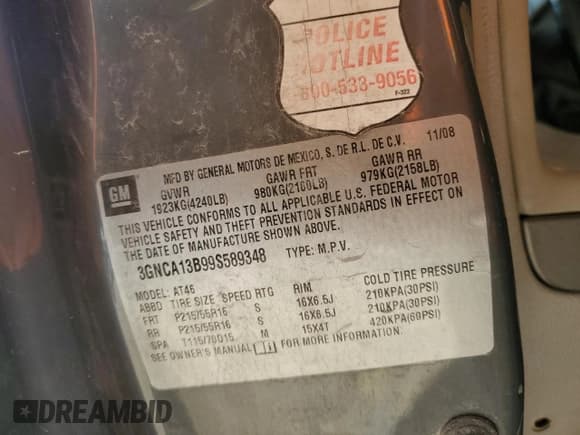 POLICE
HOTLINE
800-533-9056
F-322
GM
MFD BY GENERAL MOTORS DE MEXICO, S. DE R.L. DE C.V. 11/08
GVWR GAWR FRT GAWR RR
1923KG(4240LB) 980KG(2160LB) 979KG(2158LB)
THIS VEHICLE CONFORMS TO ALL APPLICABLE U.S. FEDERAL MOTOR
VEHICLE SAFETY AND THEFT PREVENTION STANDARDS IN EFFECT ON
THE DATE OF MANUFACTURE SHOWN ABOVE.
3GNCA13B99S589348 TYPE: M.P.V.
MODEL: AT46
ABBD TIRE SIZE SPEED RTG RIM COLD TIRE PRESSURE
FRT P215/55R16 S 16X6.5J 210KPA(30PSI)
RR P215/55R16 S 16X6.5J 210KPA(30PSI)
SPA T115/70D15 M 15X4T 420KPA(60PSI)
SEE OWNER'S MANUAL
DREAMBID